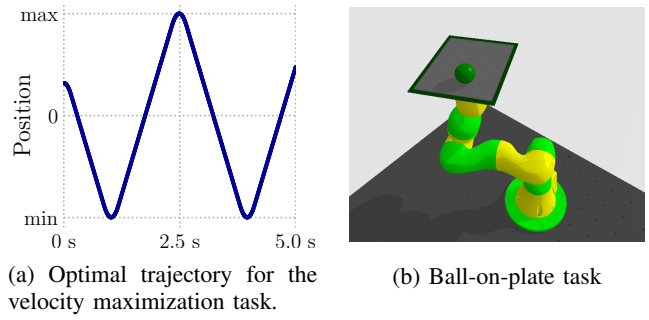 max
Position
0
min
0 s
2.5 s
5.0 s
(a) Optimal trajectory for the
velocity maximization task.
(b) Ball-on-plate task